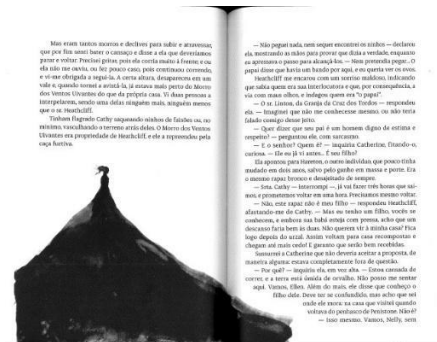 Mas eram tantos morros e declives para subir e atravessar,
que por fim senti bater o cansaço e disse a ela que deveríamos
parar e voltar. Precisei gritar, pois ela corria muito à frente; e ou
ela não me ouviu, ou fez pouco caso, pois continuou correndo,
e vi-me obrigada a segui-la. A certa altura, desapareceu em um
vale e, quando tornei a avistá-la, já estava mais perto do Morro
dos Ventos Uivantes do que da própria casa. Vi duas pessoas a
interpelarem, sendo uma delas ninguém mais, ninguém menos
que o sr. Heathcliff.
Tinham flagrado Cathy saqueando ninhos de faisões ou, no
mínimo, vasculhando o terreno atrás deles. O Morro dos Ventos
Uivantes era propriedade de Heathcliff, e ele a repreendeu pela
caça furtiva.
— Não peguei nada, nem sequer encontrei os ninhos — declarou
ela, mostrando as mãos para provar que dizia a verdade, enquanto
eu apertava o passo para alcançá-los. — Nem pretendia pegar... O
papai disse que havia um bando por aqui, e eu queria ver os ovos.
Heathcliff me encarou com um sorriso maldoso, indicando
que sabia quem era sua interlocutora e que, por consequência, a
via com maus olhos, e indagou quem era "o papai".
— O sr. Linton, da Granja da Cruz dos Tordos — respondeu
ela. — Imaginei que não me conhecesse mesmo, ou não teria
falado comigo desse jeito.
— Quer dizer que seu pai é um homem digno de estima e
respeito? — perguntou ele, com sarcasmo.
— E o senhor? Quem é? — inquiriu Catherine, fitando-o,
curiosa. — Ele eu já vi antes... É seu filho?
Ela apontou para Hareton, o outro indivíduo, que pouco tinha
mudado em dois anos, salvo pelo ganho em massa e porte. Era
o mesmo rapaz bronco e desajeitado de sempre.
— Srta. Cathy — interrompi —, já vai fazer três horas que saí-
mos, e prometemos voltar em uma hora. Precisamos mesmo voltar.
— Não, este rapaz não é meu filho — respondeu Heathcliff,
afastando-me de Cathy. — Mas eu tenho um filho, vocês se
conhecem, e embora sua babá esteja com pressa, acho que um
descanso faria bem às duas. Não querem vir à minha casa? Fica
logo depois do urzal. Assim voltam para casa recompostas e
chegam até mais cedo! E garanto que serão bem recebidas.
Sussurrei a Catherine que não deveria aceitar a proposta, de
maneira alguma: estava completamente fora de questão.
— Por quê? — inquiriu ela, em voz alta. — Estou cansada de
correr, e a terra está úmida de orvalho. Não posso me sentar
aqui. Vamos, Ellen. Além do mais, ele disse que conheço o
filho dele. Deve ter se confundido, mas acho que sei
onde ele mora: na casa que visitei quando
voltava do penhasco de Penistone. Não é?
— Isso mesmo. Vamos, Nelly, sem